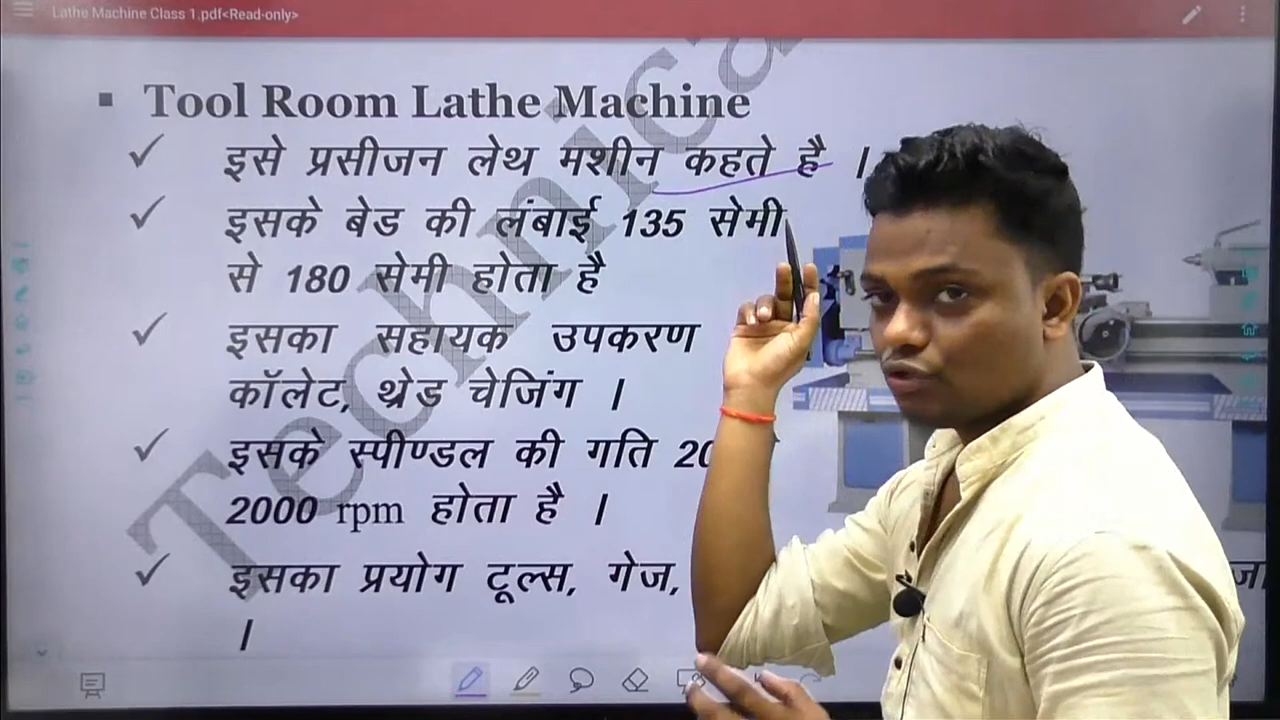 Lathe Machine Class 1.pdf<Read-only>
Tool Room Lathe Machine
इसे प्रसीजन लेथ मशीन कहते है ।
इसके बेड की लंबाई 135 सेमी
से 180 सेमी होता है
इसका सहायक उपकरण
कॉलेट, थ्रेड चेजिंग ।
इसके स्पीण्डल की गति
2000 rpm होता है ।
इसका प्रयोग टूल्स, गेज,
।
Technical